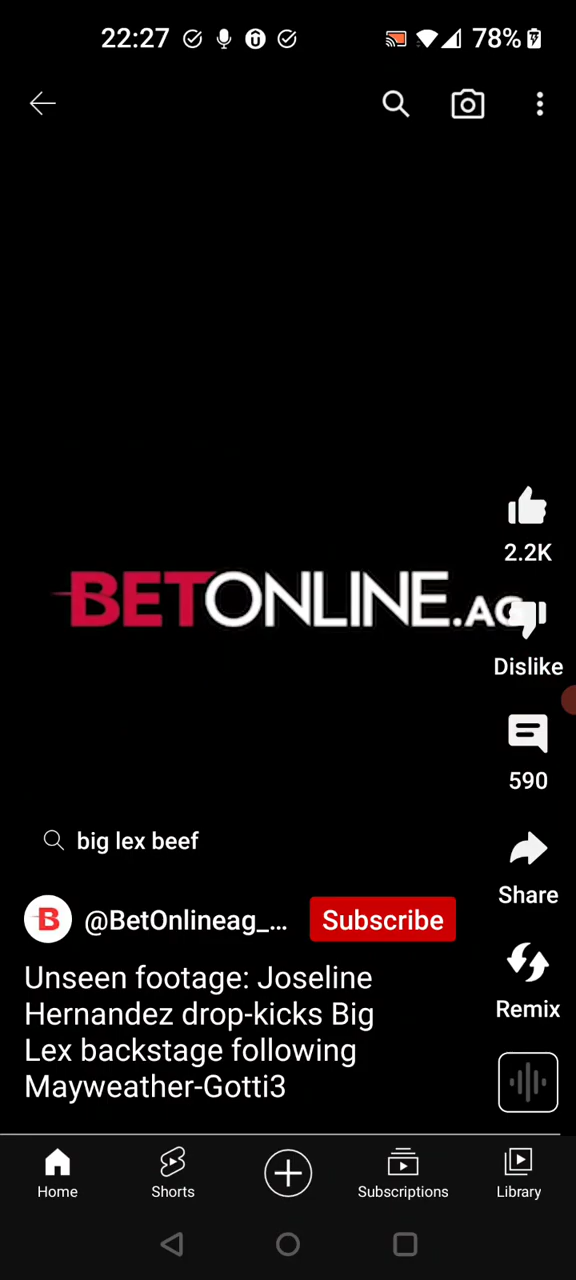 22:27
78%
BETONLINE.AG
2.2K
Dislike
590
big lex beef
Share
B @BetOnlineag_... Subscribe
Unseen footage: Joseline
Hernandez drop-kicks Big
Lex backstage following
Mayweather-Gotti3
Remix
Home
Shorts
Subscriptions
Library